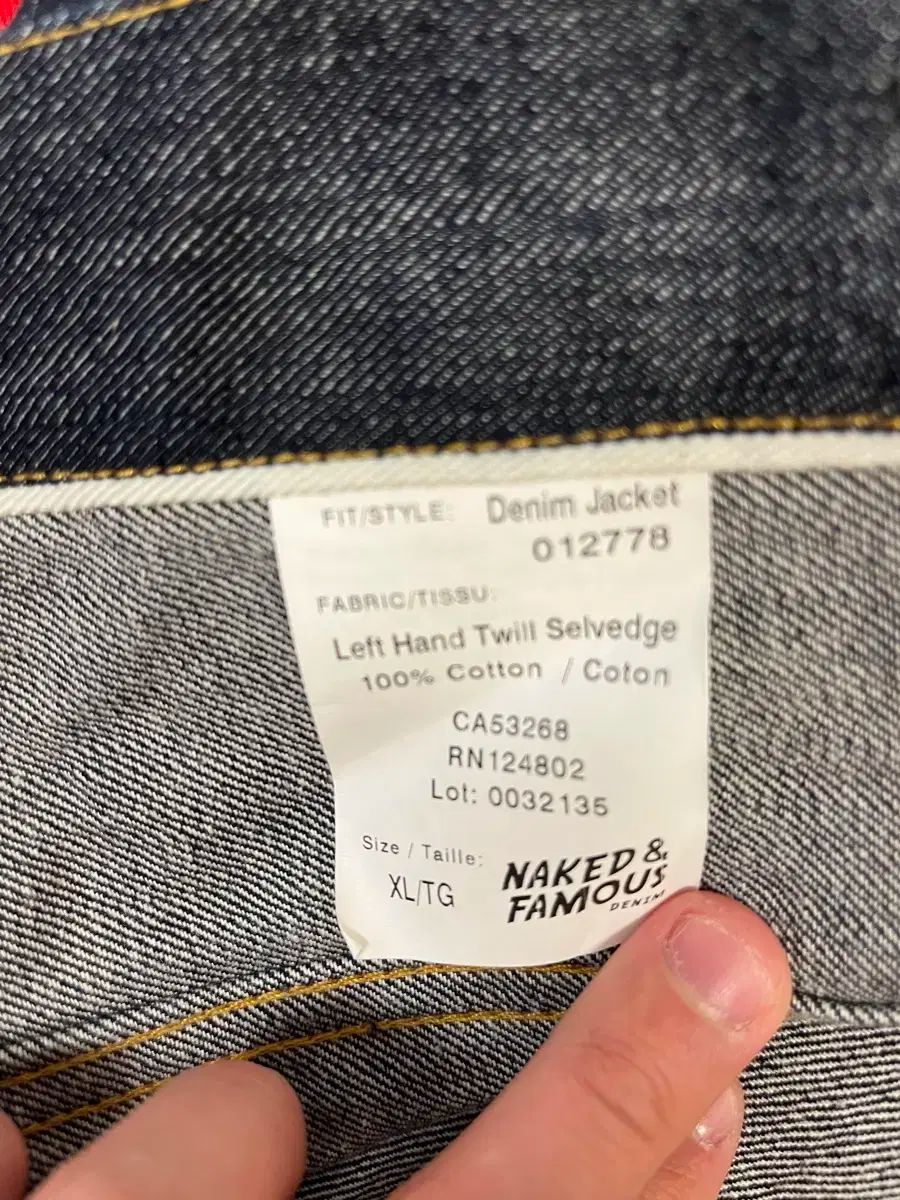 FIT/STYLE: Denim Jacket
012778
FABRIC/TISSU:
Left Hand Twill Selvedge
100% Cotton / Coton
CA53268
RN124802
Lot: 0032135
Size / Taille:
XL/TG
NAKED &
FAMOUS
DENIM